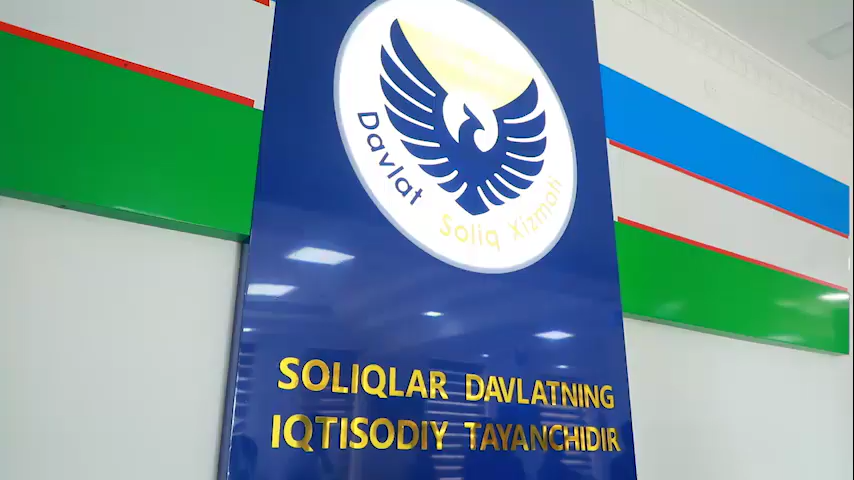 Davlat Soliq Xizmati
SOLIQLAR DAVLATNING
IQTISODIY TAYANCHIDIR